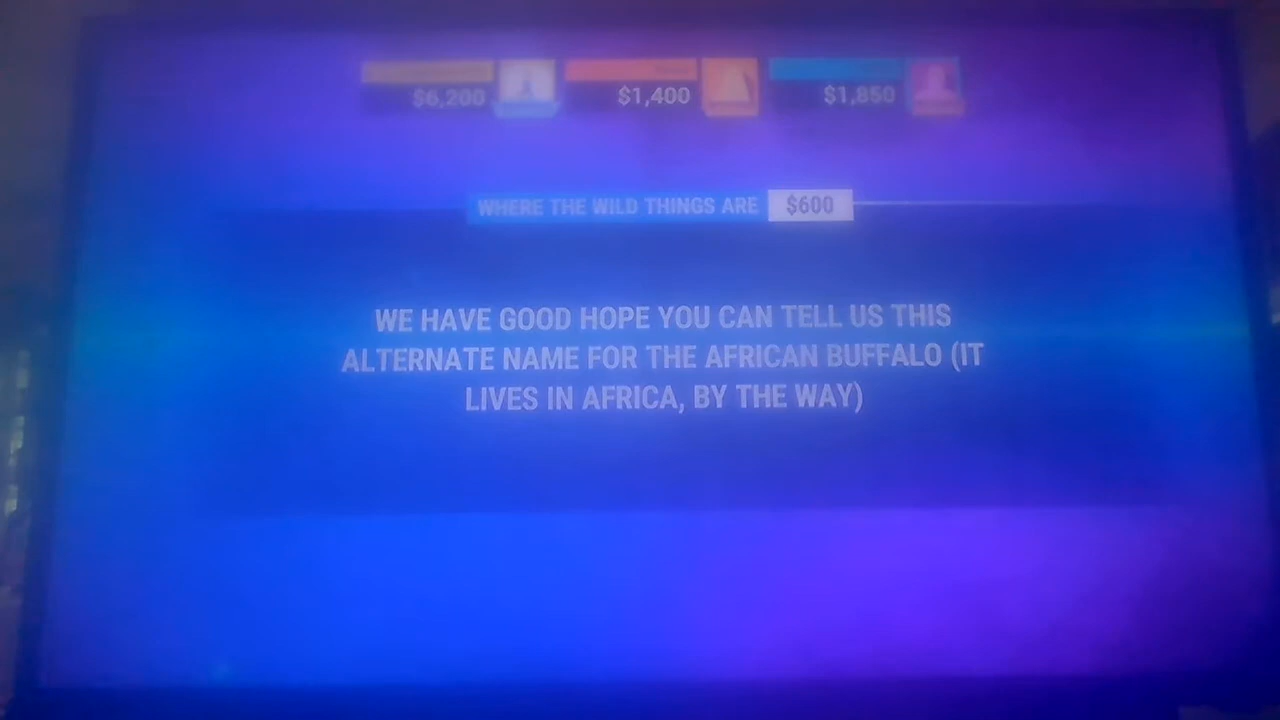 $6,200 $1,400 $1,850
WHERE THE WILD THINGS ARE $600
WE HAVE GOOD HOPE YOU CAN TELL US THIS
ALTERNATE NAME FOR THE AFRICAN BUFFALO (IT
LIVES IN AFRICA, BY THE WAY)